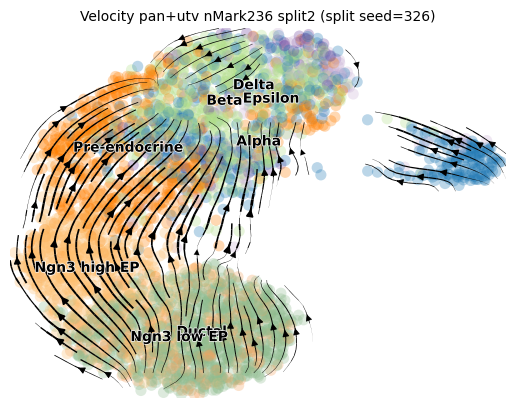 Velocity pan+utv nMark236 split2 (split seed=326)
Delta
Beta Epsilon
Alpha
Pre-endocrine
Ngn3 high EP
Ductal
Ngn3 low EP